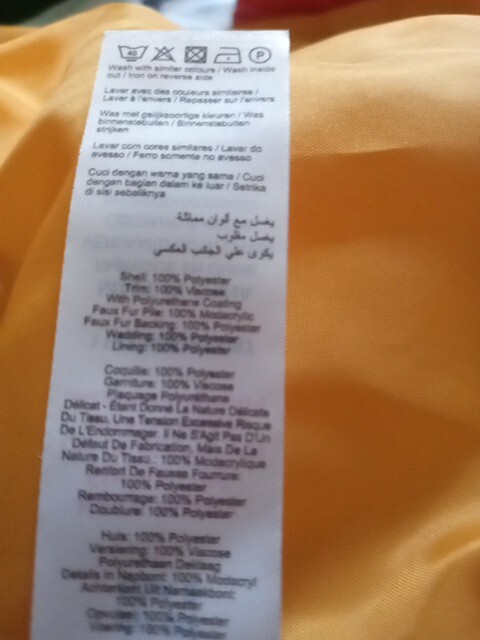 40 P
Wash with similar colours / Wash inside
out / Iron on reverse side
Laver avec des couleurs similaires /
Laver à l'envers / Repasser sur l'envers
Was met gelijksoortige kleuren / Was
binnenstebuiten / Binnenstebuiten
strijken
Lavar com cores similares / Lavar do
avesso / Ferro somente no avesso
Cuci dengan warna yang sama / Cuci
dengan bagian dalam ke luar / Setrika
di sisi sebaliknya
يغسل مع ألوان مماثلة
يغسل مقلوب
يكوى على الجانب العكسي
Shell: 100% Polyester
Trim: 100% Viscose
With Polyurethane Coating
Faux Fur Pile: 100% Modacrylic
Faux Fur Backing: 100% Polyester
Wadding: 100% Polyester
Lining: 100% Polyester
Coquille: 100% Polyester
Garniture: 100% Viscose
Plaquage Polyurethane
Délicat - Étant Donné La Nature Délicate
Du Tissu, Une Tension Excessive Risque
De L'Endommager. Il Ne S'Agit Pas D'Un
Défaut De Fabrication, Mais De La
Nature Du Tissu.: 100% Modacrylique
Renfort De Fausse Fourrure:
100% Polyester
Rembourrage: 100% Polyester
Doublure: 100% Polyester
Huls: 100% Polyester
Versiering: 100% Viscose
Polyurethaan Deklaag
Details in Nepbont: 100% Modacryl
Achterkant Uit Namaakbont:
100% Polyester
Opvulsel: 100% Polyester
Voering: 100% Polyester